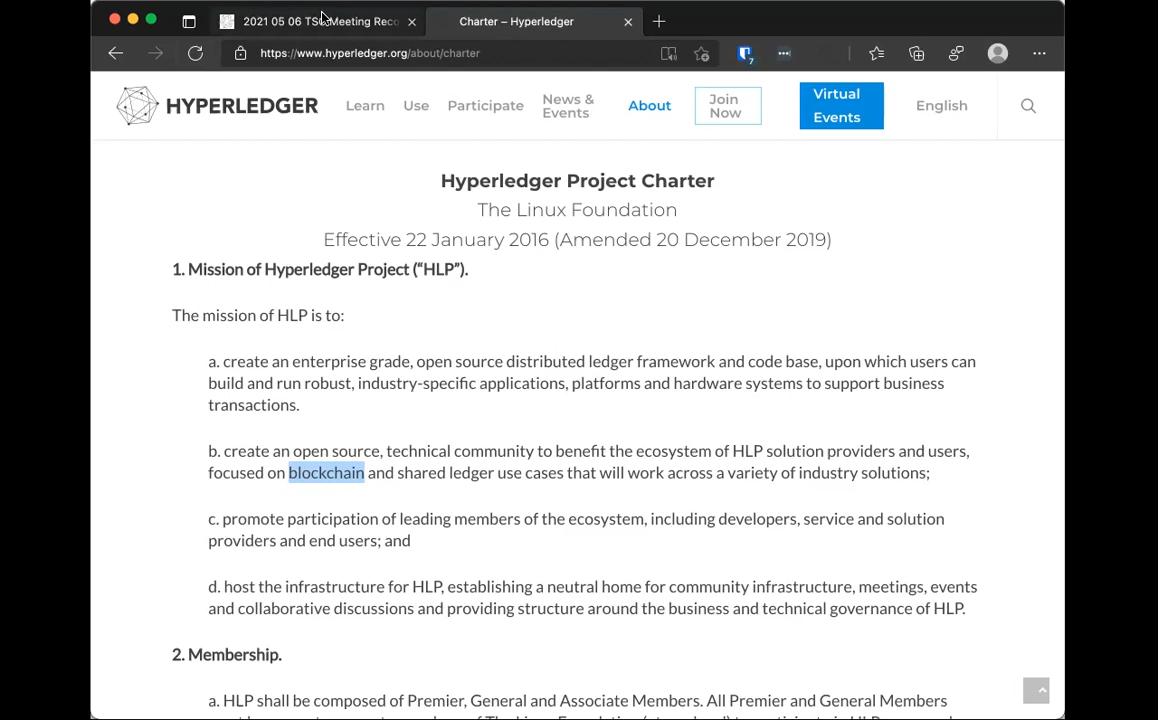 2021 05 06 TSC Meeting Reco
Charter – Hyperledger
https://www.hyperledger.org/about/charter
7
HYPERLEDGER
Learn
Use
Participate
News &
Events
About
Join
Now
Virtual
Events
English
Hyperledger Project Charter
The Linux Foundation
Effective 22 January 2016 (Amended 20 December 2019)
1. Mission of Hyperledger Project (“HLP”).
The mission of HLP is to:
a. create an enterprise grade, open source distributed ledger framework and code base, upon which users can
build and run robust, industry-specific applications, platforms and hardware systems to support business
transactions.
b. create an open source, technical community to benefit the ecosystem of HLP solution providers and users,
focused on blockchain and shared ledger use cases that will work across a variety of industry solutions;
c. promote participation of leading members of the ecosystem, including developers, service and solution
providers and end users; and
d. host the infrastructure for HLP, establishing a neutral home for community infrastructure, meetings, events
and collaborative discussions and providing structure around the business and technical governance of HLP.
2. Membership.
a. HLP shall be composed of Premier, General and Associate Members. All Premier and General Members